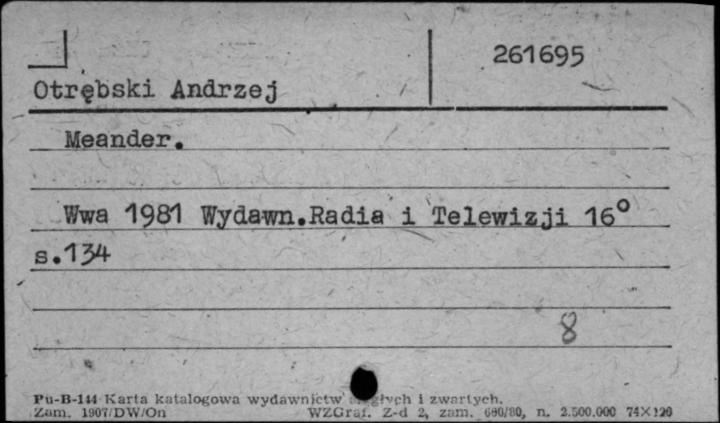 261695
Otrębski Andrzej
Meander.
Wwa 1981 Wydawn.Radia i Telewizji 16°
s.134
8
Pu-B-144 Karta katalogowa wydawnictw i zwartych.
Zam. 1907/DW/On WZGraf. Z-d 2, zam. 680/80, n. 2.500.000 74X120